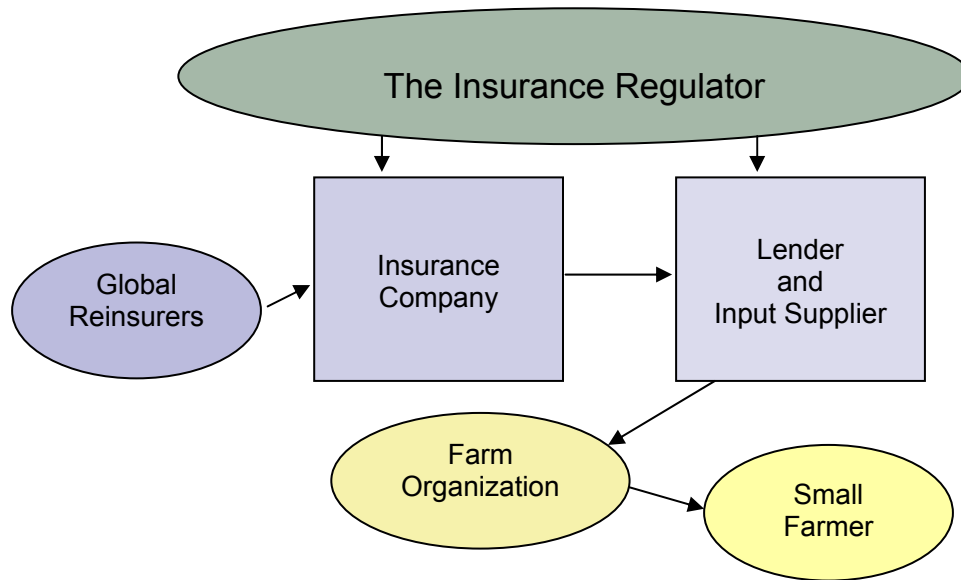 The Insurance Regulator
Global
Reinsurers
Insurance
Company
Lender
and
Input Supplier
Farm
Organization
Small
Farmer